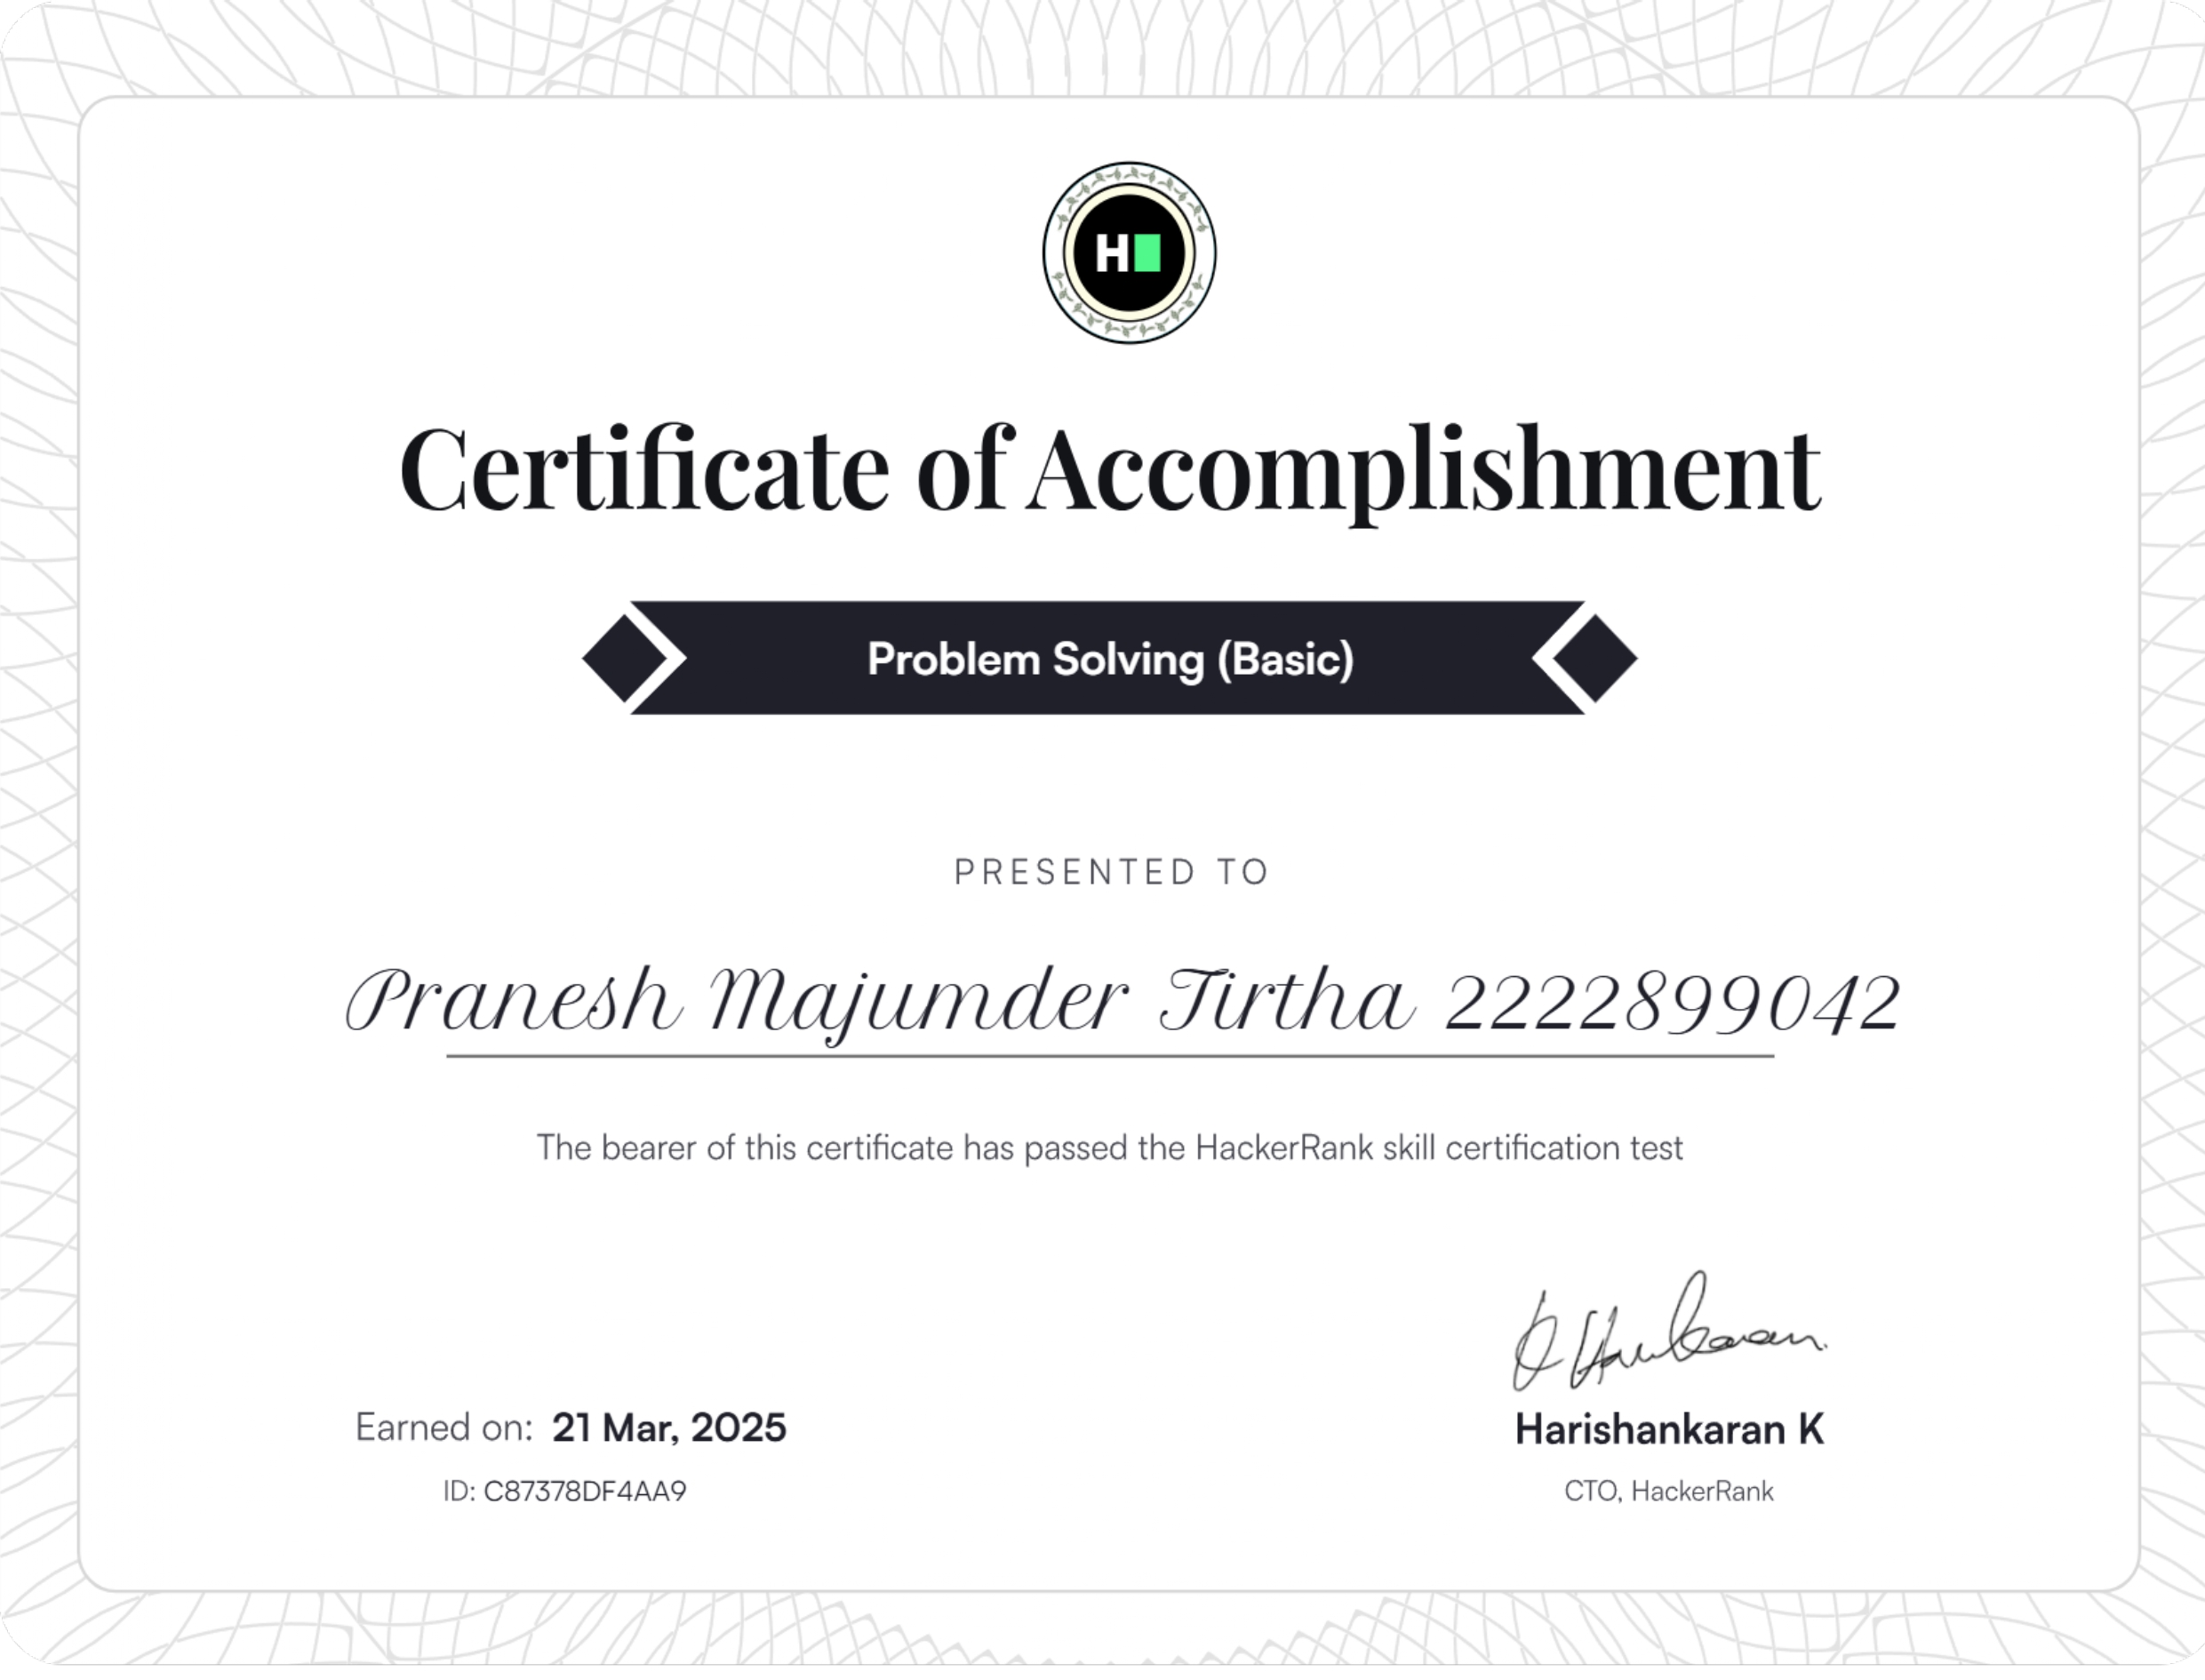 H
Certificate of Accomplishment
Problem Solving (Basic)
PRESENTED TO
Pranesh Majumder Tirtha 2222899042
The bearer of this certificate has passed the HackerRank skill certification test
Earned on: 21 Mar, 2025
ID: C87378DF4AA9
Harishankaran K
CTO, HackerRank